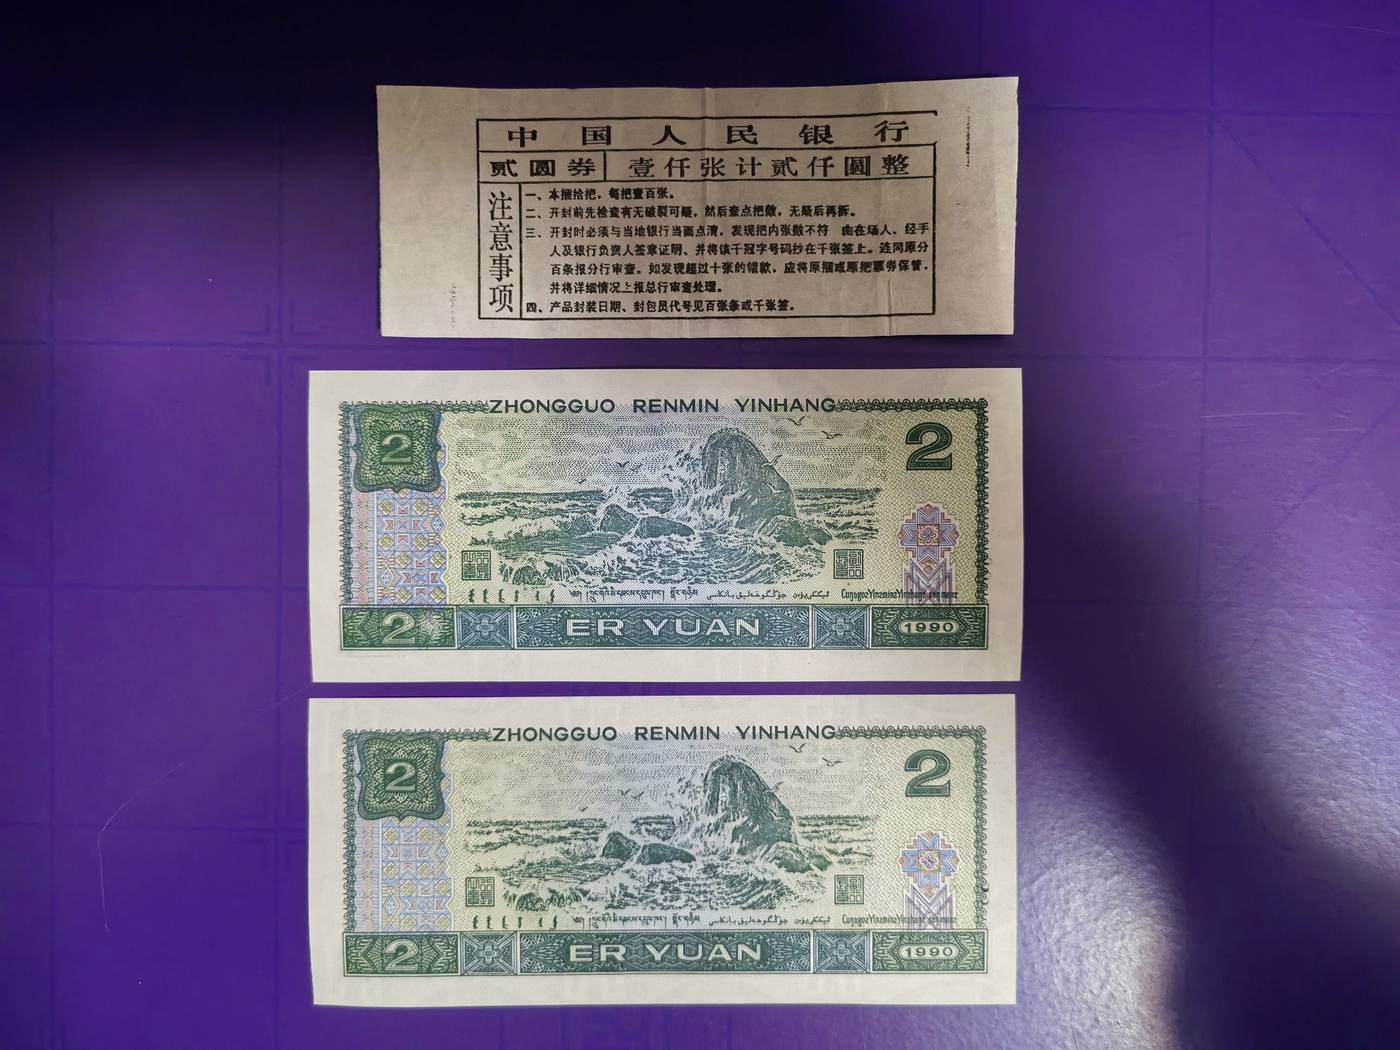 中国人民银行
贰圆券 壹仟张计贰仟圆整
注意事项
一、本捆拾把，每把壹百张。
二、开封前先检查有无破裂可疑，然后查点把数，无疑后再拆。
三、开封时必须与当地银行当面点清，发现把内张数不符 由在场人、经手
人及银行负责人签章证明、并将该千冠字号码抄在千张签上。连同原分
百条报分行审查。如发现超过十张的错款，应将原捆或原把票券保管，
并将详细情况上报总行审查处理。
四、产品封装日期、封包员代号见百张条或千张签。
ZHONGGUO RENMIN YINHANG
2 2
2 ER YUAN 1990
ZHONGGUO RENMIN YINHANG
2 2
2 ER YUAN 1990